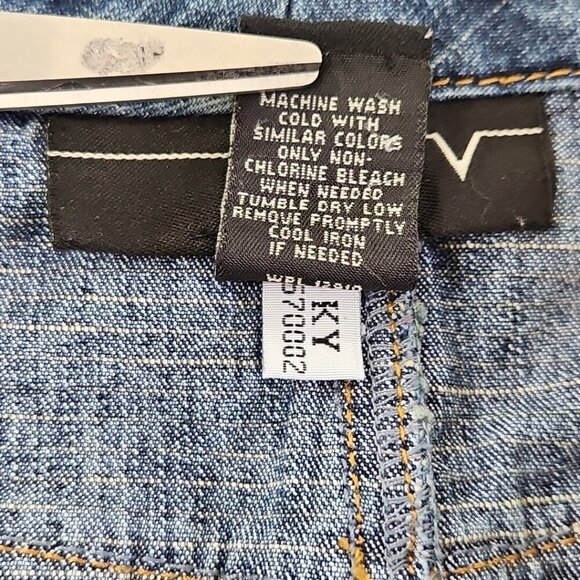 MACHINE WASH
COLD WITH
SIMILAR COLORS
ONLY NON-
CHLORINE BLEACH
WHEN NEEDED
TUMBLE DRY LOW
REMOVE PROMPTLY
COOL IRON
IF NEEDED
KY
570002
V